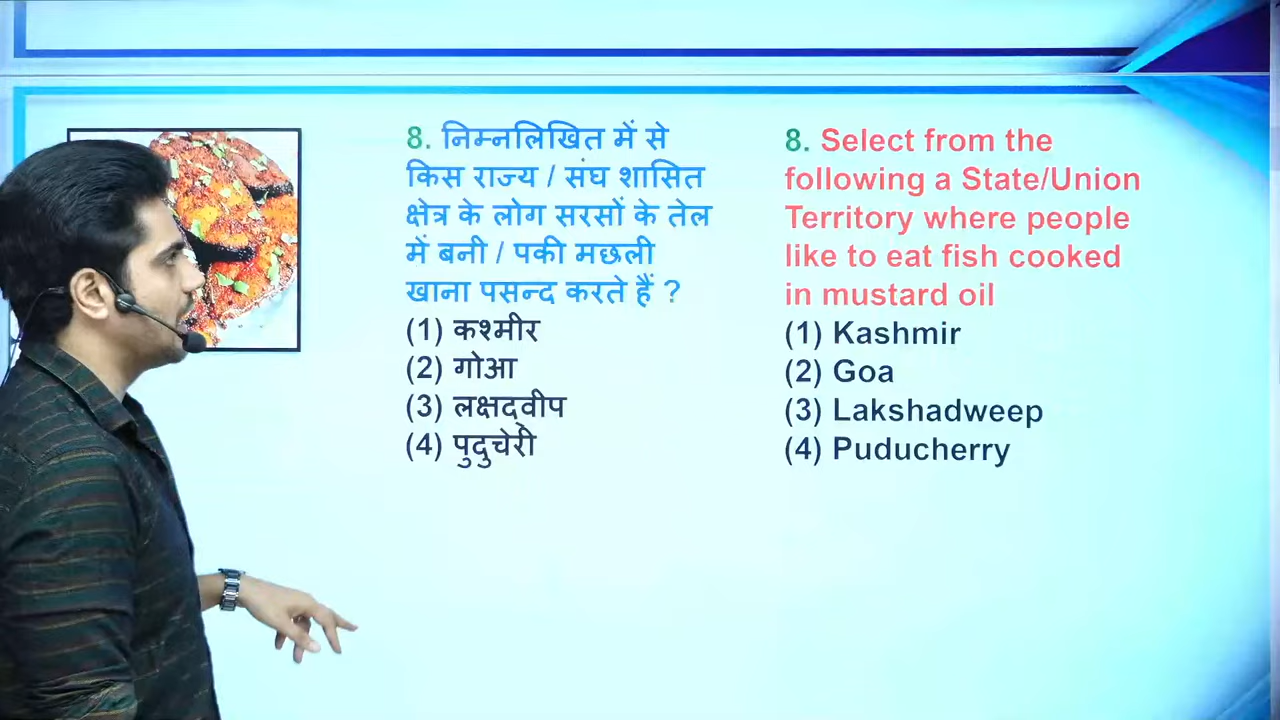 8. निम्नलिखित में से
किस राज्य / संघ शासित
क्षेत्र के लोग सरसों के तेल
में बनी / पकी मछली
खाना पसन्द करते हैं ?
(1) कश्मीर
(2) गोआ
(3) लक्षद्वीप
(4) पुदुचेरी
8. Select from the
following a State/Union
Territory where people
like to eat fish cooked
in mustard oil
(1) Kashmir
(2) Goa
(3) Lakshadweep
(4) Puducherry